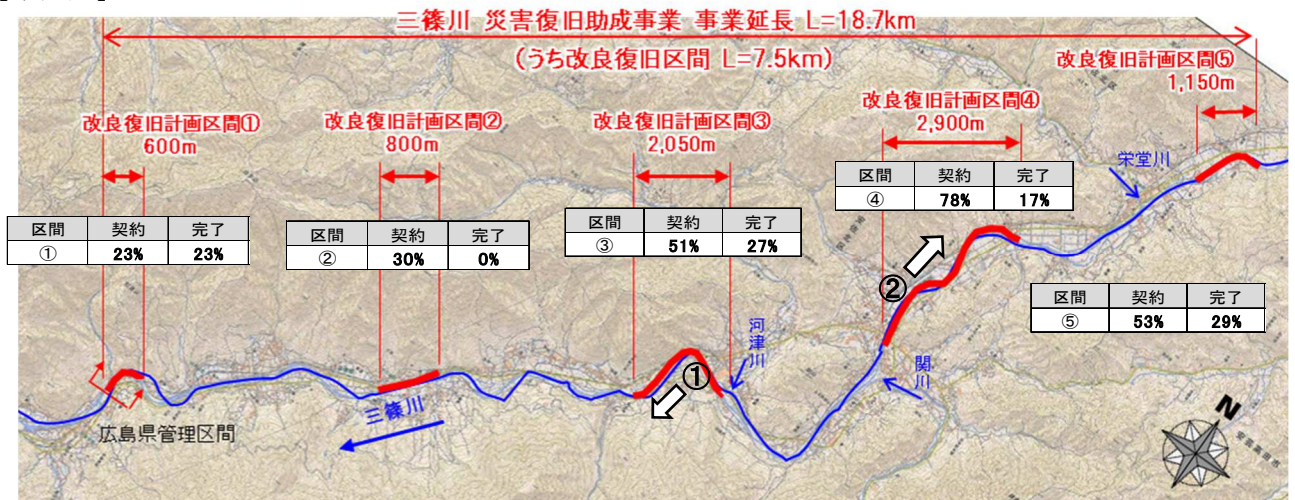 三篠川 災害復旧助成事業 事業延長 L=18.7km
(うち改良復旧区間 L=7.5km)
改良復旧計画区間①
600m
改良復旧計画区間②
800m
改良復旧計画区間③
2,050m
改良復旧計画区間④
2,900m
改良復旧計画区間⑤
1,150m
区間 契約 完了
① 23% 23%
区間 契約 完了
② 30% 0%
区間 契約 完了
③ 51% 27%
区間 契約 完了
④ 78% 17%
区間 契約 完了
⑤ 53% 29%
栄堂川
②
河津川
①
関川
三篠川
広島県管理区間
N